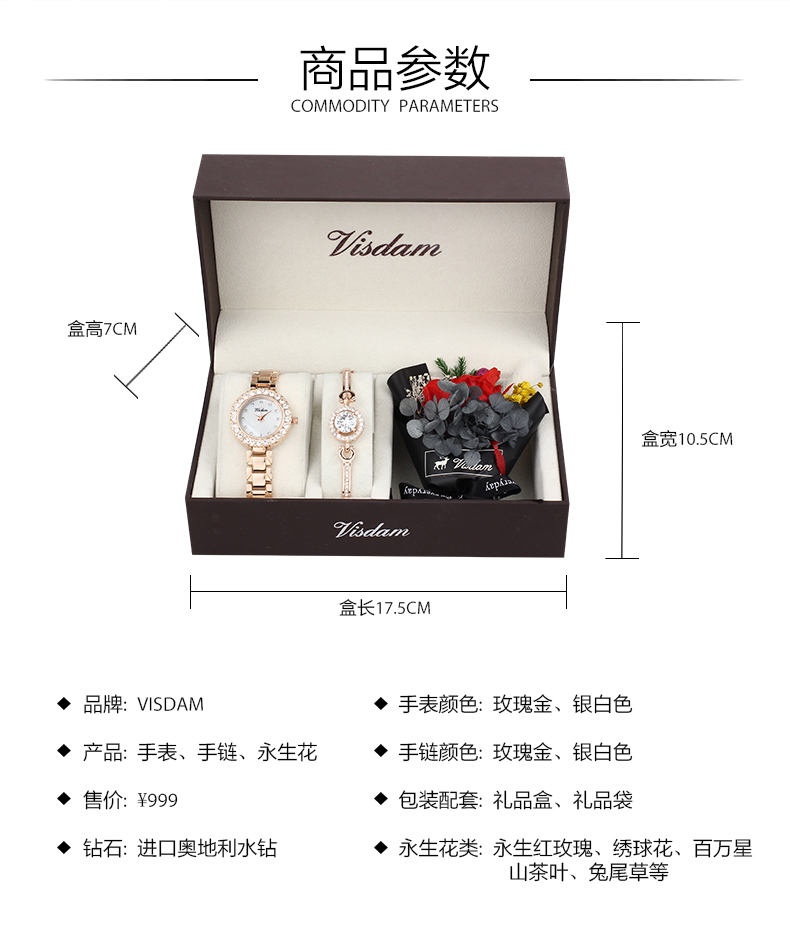 商品参数
COMMODITY PARAMETERS
Visdam
盒高7CM
Visdam
盒宽10.5CM
Visdam
everyday
everyday
Visdam
盒长17.5CM
品牌: VISDAM
手表颜色: 玫瑰金、银白色
产品: 手表、手链、永生花
手链颜色: 玫瑰金、银白色
售价: ¥999
包装配套: 礼品盒、礼品袋
钻石: 进口奥地利水钻
永生花类: 永生红玫瑰、绣球花、百万星
山茶叶、兔尾草等